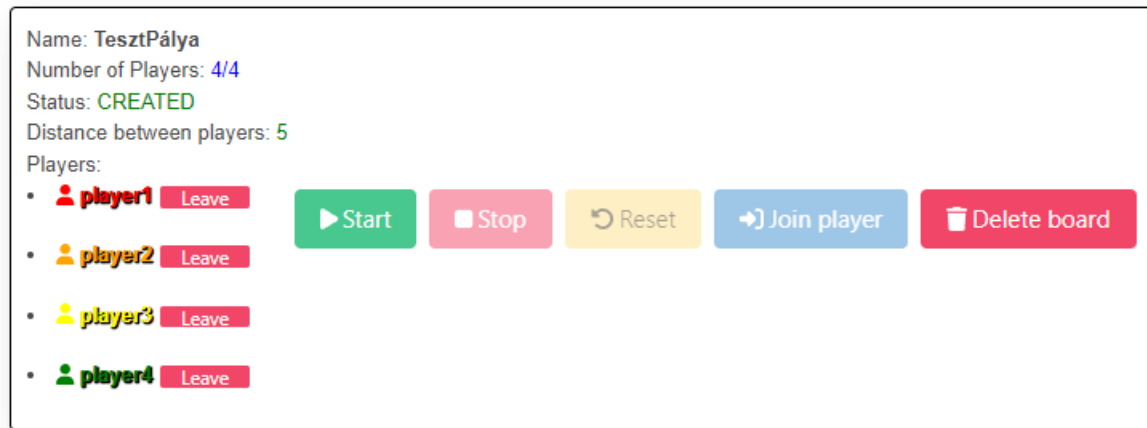 Name: TesztPálya
Number of Players: 4/4
Status: CREATED
Distance between players: 5
Players:
player1 Leave
player2 Leave
player3 Leave
player4 Leave
Start Stop Reset Join player Delete board